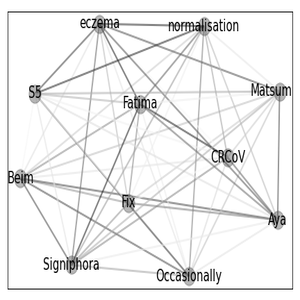 eczema
normalisation
S5
Matsum
Fatima
CRCoV
Beim
Fix
Aya
Signiphora
Occasionally